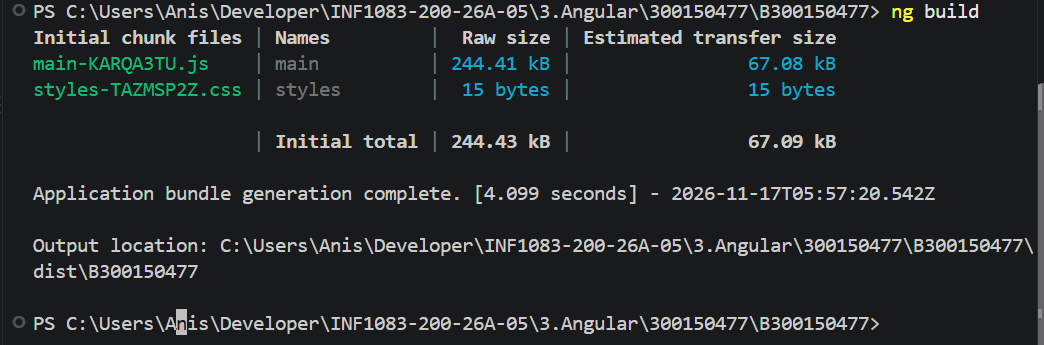 PS C:\Users\Anis\Developer\INF1083-200-26A-05\3.Angular\300150477\B300150477> ng build
Initial chunk files | Names | Raw size | Estimated transfer size
main-KARQA3TU.js | main | 244.41 kB | 67.08 kB
styles-TAZMSP2Z.css | styles | 15 bytes | 15 bytes
| Initial total | 244.43 kB | 67.09 kB
Application bundle generation complete. [4.099 seconds] - 2026-11-17T05:57:20.542Z
Output location: C:\Users\Anis\Developer\INF1083-200-26A-05\3.Angular\300150477\B300150477\
dist\B300150477
PS C:\Users\Anis\Developer\INF1083-200-26A-05\3.Angular\300150477\B300150477>